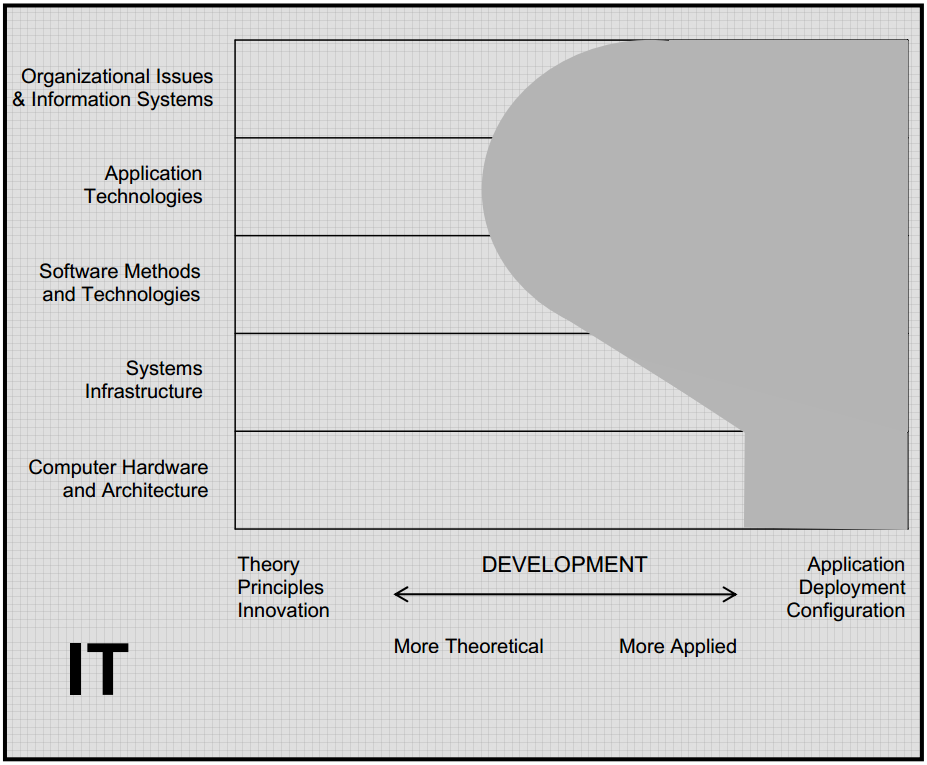 Organizational Issues
& Information Systems
Application
Technologies
Software Methods
and Technologies
Systems
Infrastructure
Computer Hardware
and Architecture
Theory
Principles
Innovation
DEVELOPMENT
Application
Deployment
Configuration
More Theoretical
More Applied
IT